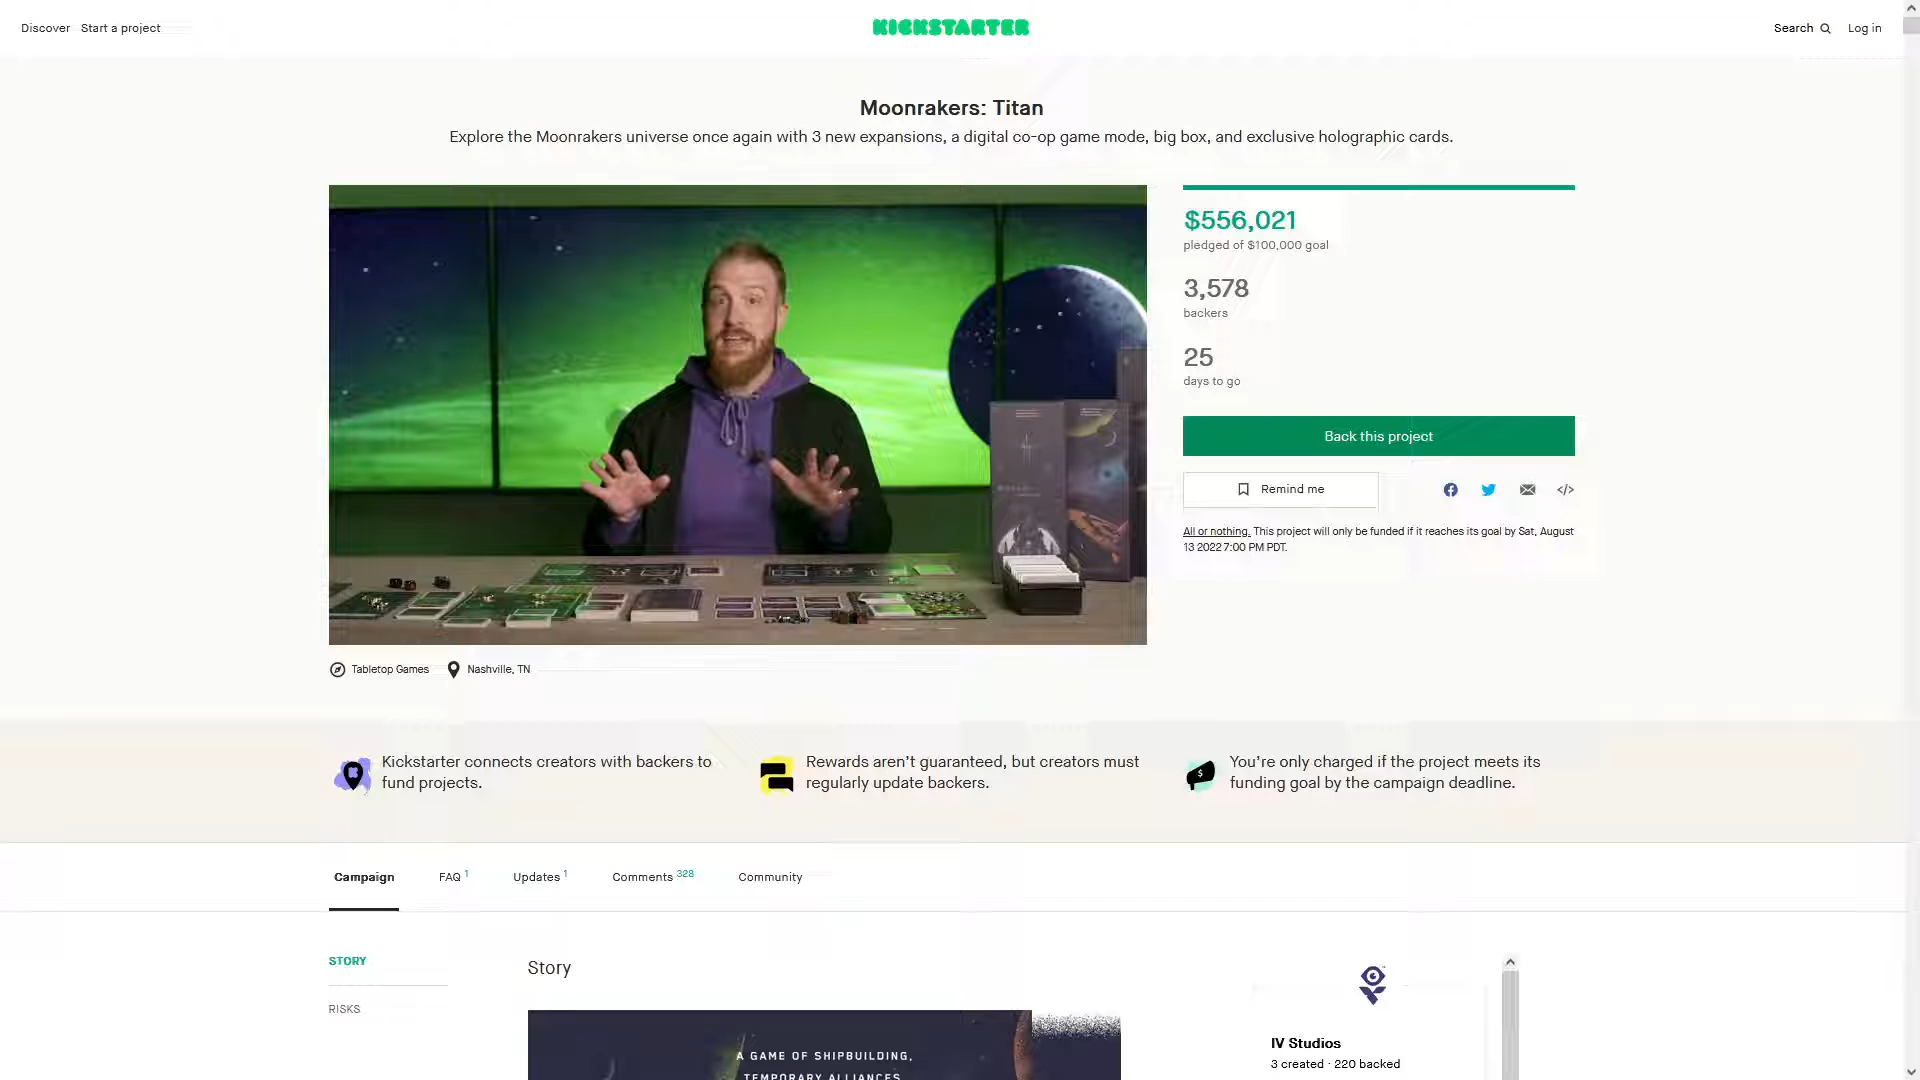 Discover Start a project
KICKSTARTER
Search
Log in
Moonrakers: Titan
Explore the Moonrakers universe once again with 3 new expansions, a digital co-op game mode, big box, and exclusive holographic cards.
$556,021
pledged of $100,000 goal
3,578
backers
25
days to go
Back this project
Remind me
All or nothing. This project will only be funded if it reaches its goal by Sat, August
13 2022 7:00 PM PDT.
Tabletop Games
Nashville, TN
Kickstarter connects creators with backers to
fund projects.
Rewards aren’t guaranteed, but creators must
regularly update backers.
You’re only charged if the project meets its
funding goal by the campaign deadline.
Campaign
FAQ 1
Updates 1
Comments 328
Community
STORY
RISKS
Story
A GAME OF SHIPBUILDING,
TEMPORARY ALLIANCES
IV Studios
3 created · 220 backed